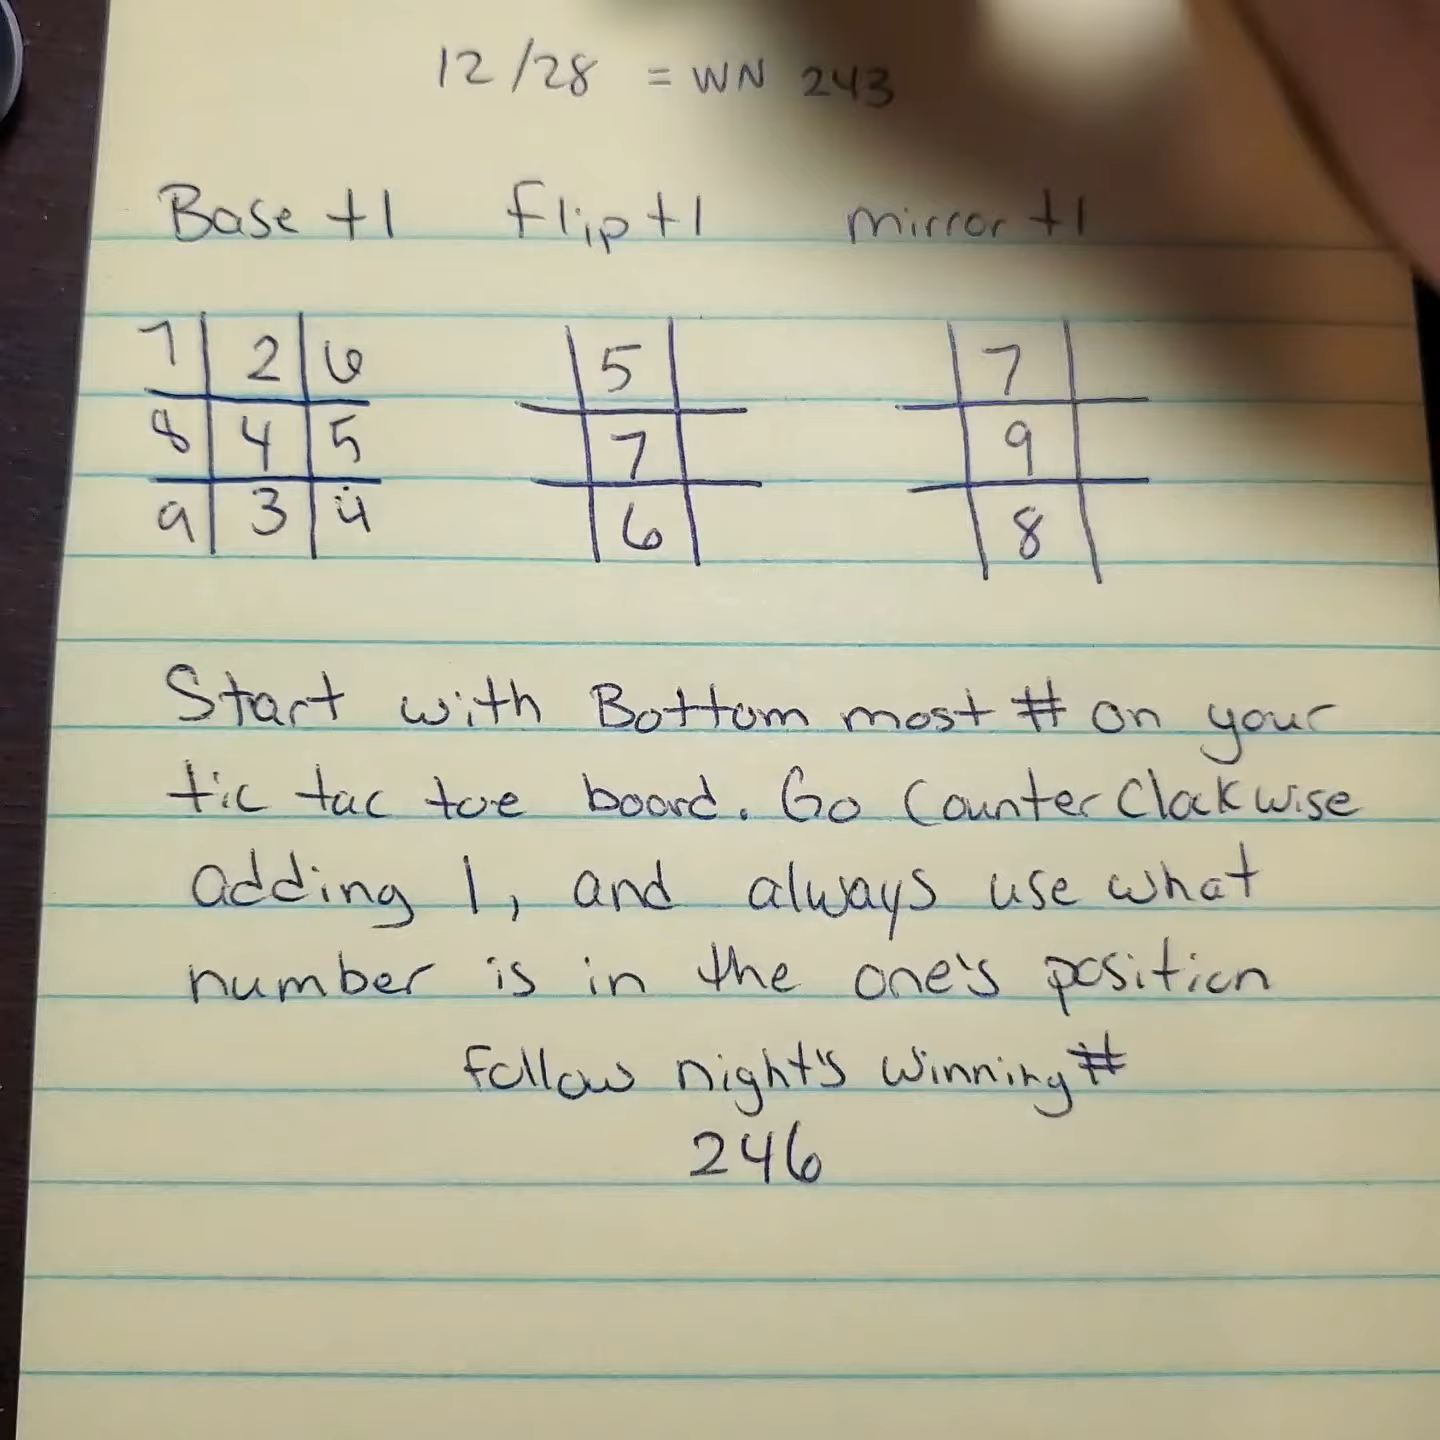 12/28 = WN 243
Base +1 flip +1 mirror +1
7 2 6 5 7
8 4 5 7 9
9 3 4 6 8
Start with Bottom most # on your
tic tac toe board. Go Counter Clockwise
adding 1, and always use what
number is in the one's position
follow night's winning #
246